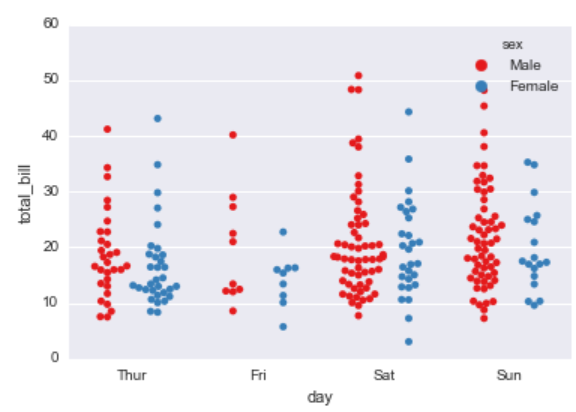 60
50
40
30
20
10
0
total_bill
sex
Male
Female
Thur
Fri
Sat
Sun
day